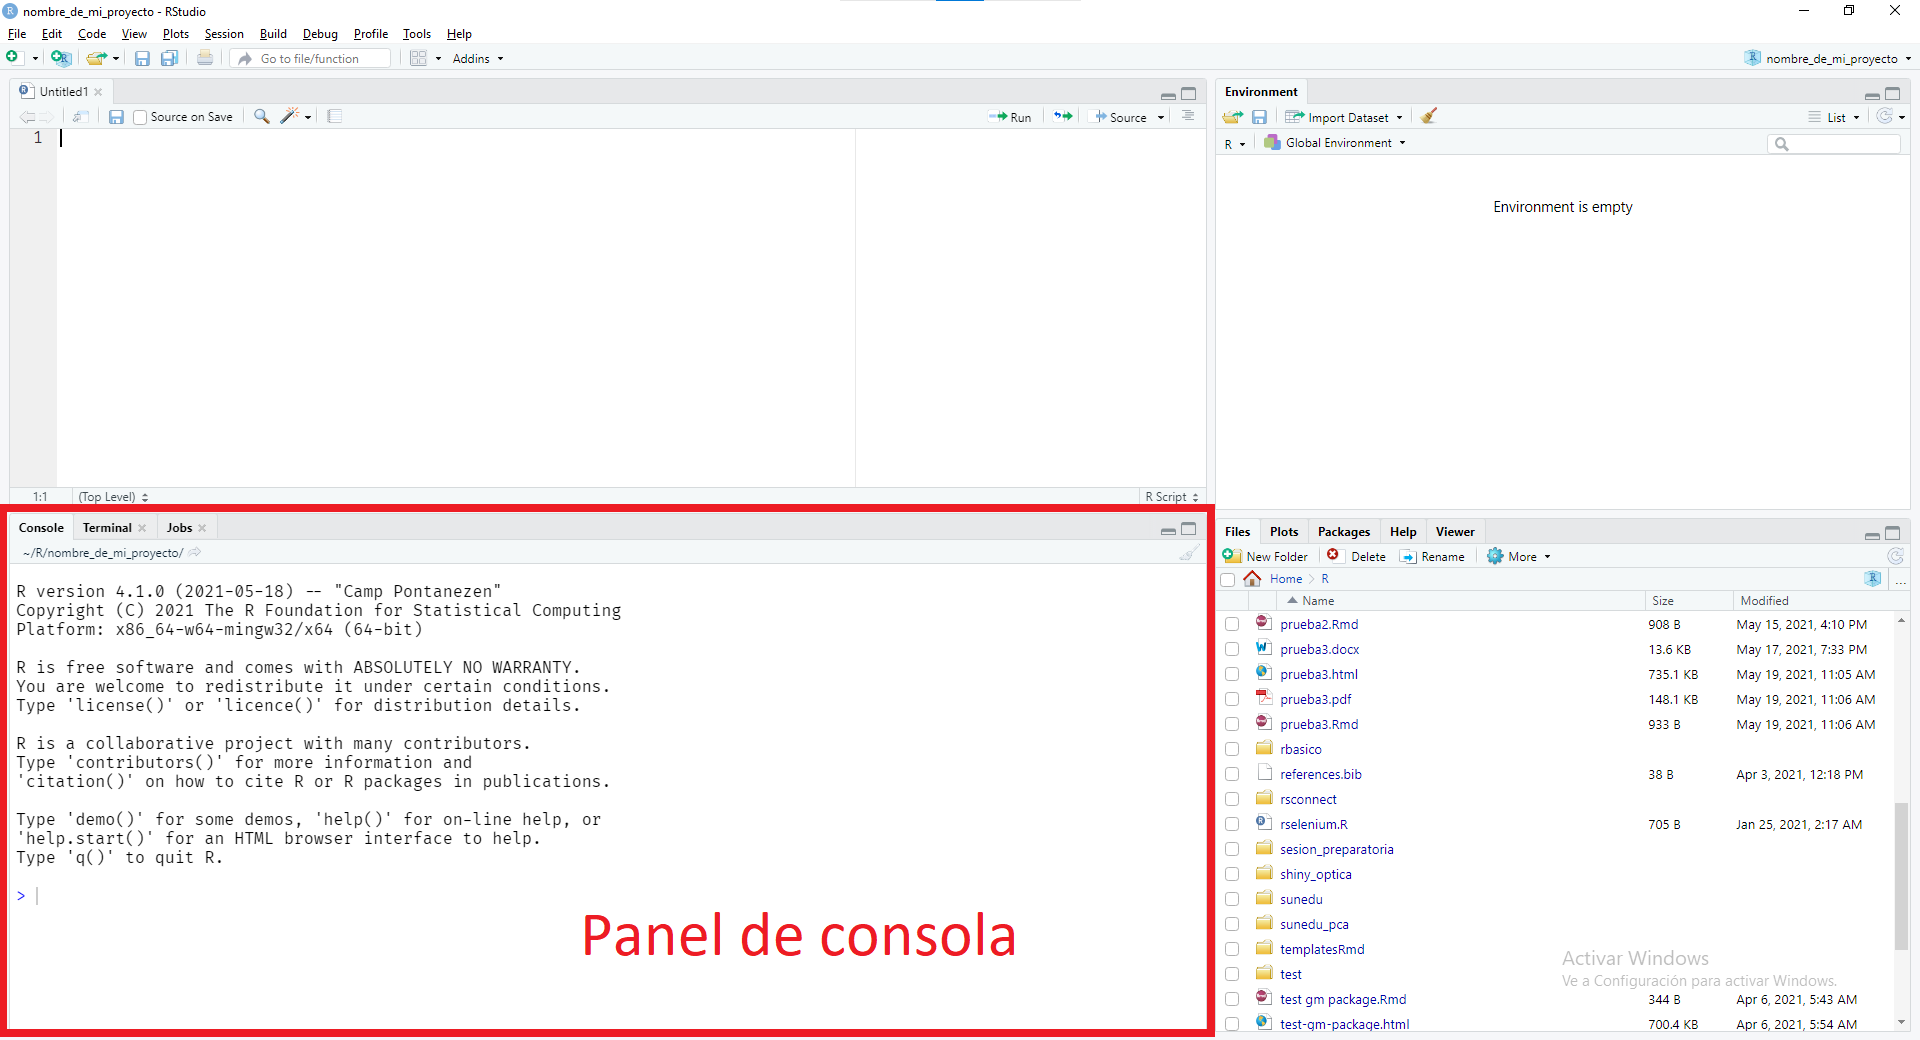 nombre_de_mi_proyecto - RStudio
File Edit Code View Plots Session Build Debug Profile Tools Help
Go to file/function Addins nombre_de_mi_proyecto
Untitled1
Source on Save Run Source
1
1:1 (Top Level) R Script
Environment
Import Dataset List
R Global Environment
Environment is empty
Console Terminal Jobs
~/R/nombre_de_mi_proyecto/
R version 4.1.0 (2021-05-18) -- "Camp Pontanezen"
Copyright (C) 2021 The R Foundation for Statistical Computing
Platform: x86_64-w64-mingw32/x64 (64-bit)
R is free software and comes with ABSOLUTELY NO WARRANTY.
You are welcome to redistribute it under certain conditions.
Type 'license()' or 'licence()' for distribution details.
R is a collaborative project with many contributors.
Type 'contributors()' for more information and
'citation()' on how to cite R or R packages in publications.
Type 'demo()' for some demos, 'help()' for on-line help, or
'help.start()' for an HTML browser interface to help.
Type 'q()' to quit R.
>
Panel de consola
Files Plots Packages Help Viewer
New Folder Delete Rename More
Home R ...
Name Size Modified
prueba2.Rmd 908 B May 15, 2021, 4:10 PM
prueba3.docx 13.6 KB May 17, 2021, 7:33 PM
prueba3.html 735.1 KB May 19, 2021, 11:05 AM
prueba3.pdf 148.1 KB May 19, 2021, 11:06 AM
prueba3.Rmd 933 B May 19, 2021, 11:06 AM
rbasico
references.bib 38 B Apr 3, 2021, 12:18 PM
rsconnect
rselenium.R 705 B Jan 25, 2021, 2:17 AM
sesion_preparatoria
shiny_optica
sunedu
sunedu_pca
templatesRmd
test
test gm package.Rmd 344 B Apr 6, 2021, 5:43 AM
test-gm-package.html 700.4 KB Apr 6, 2021, 5:54 AM
Activar Windows
Ve a Configuración para activar Windows.